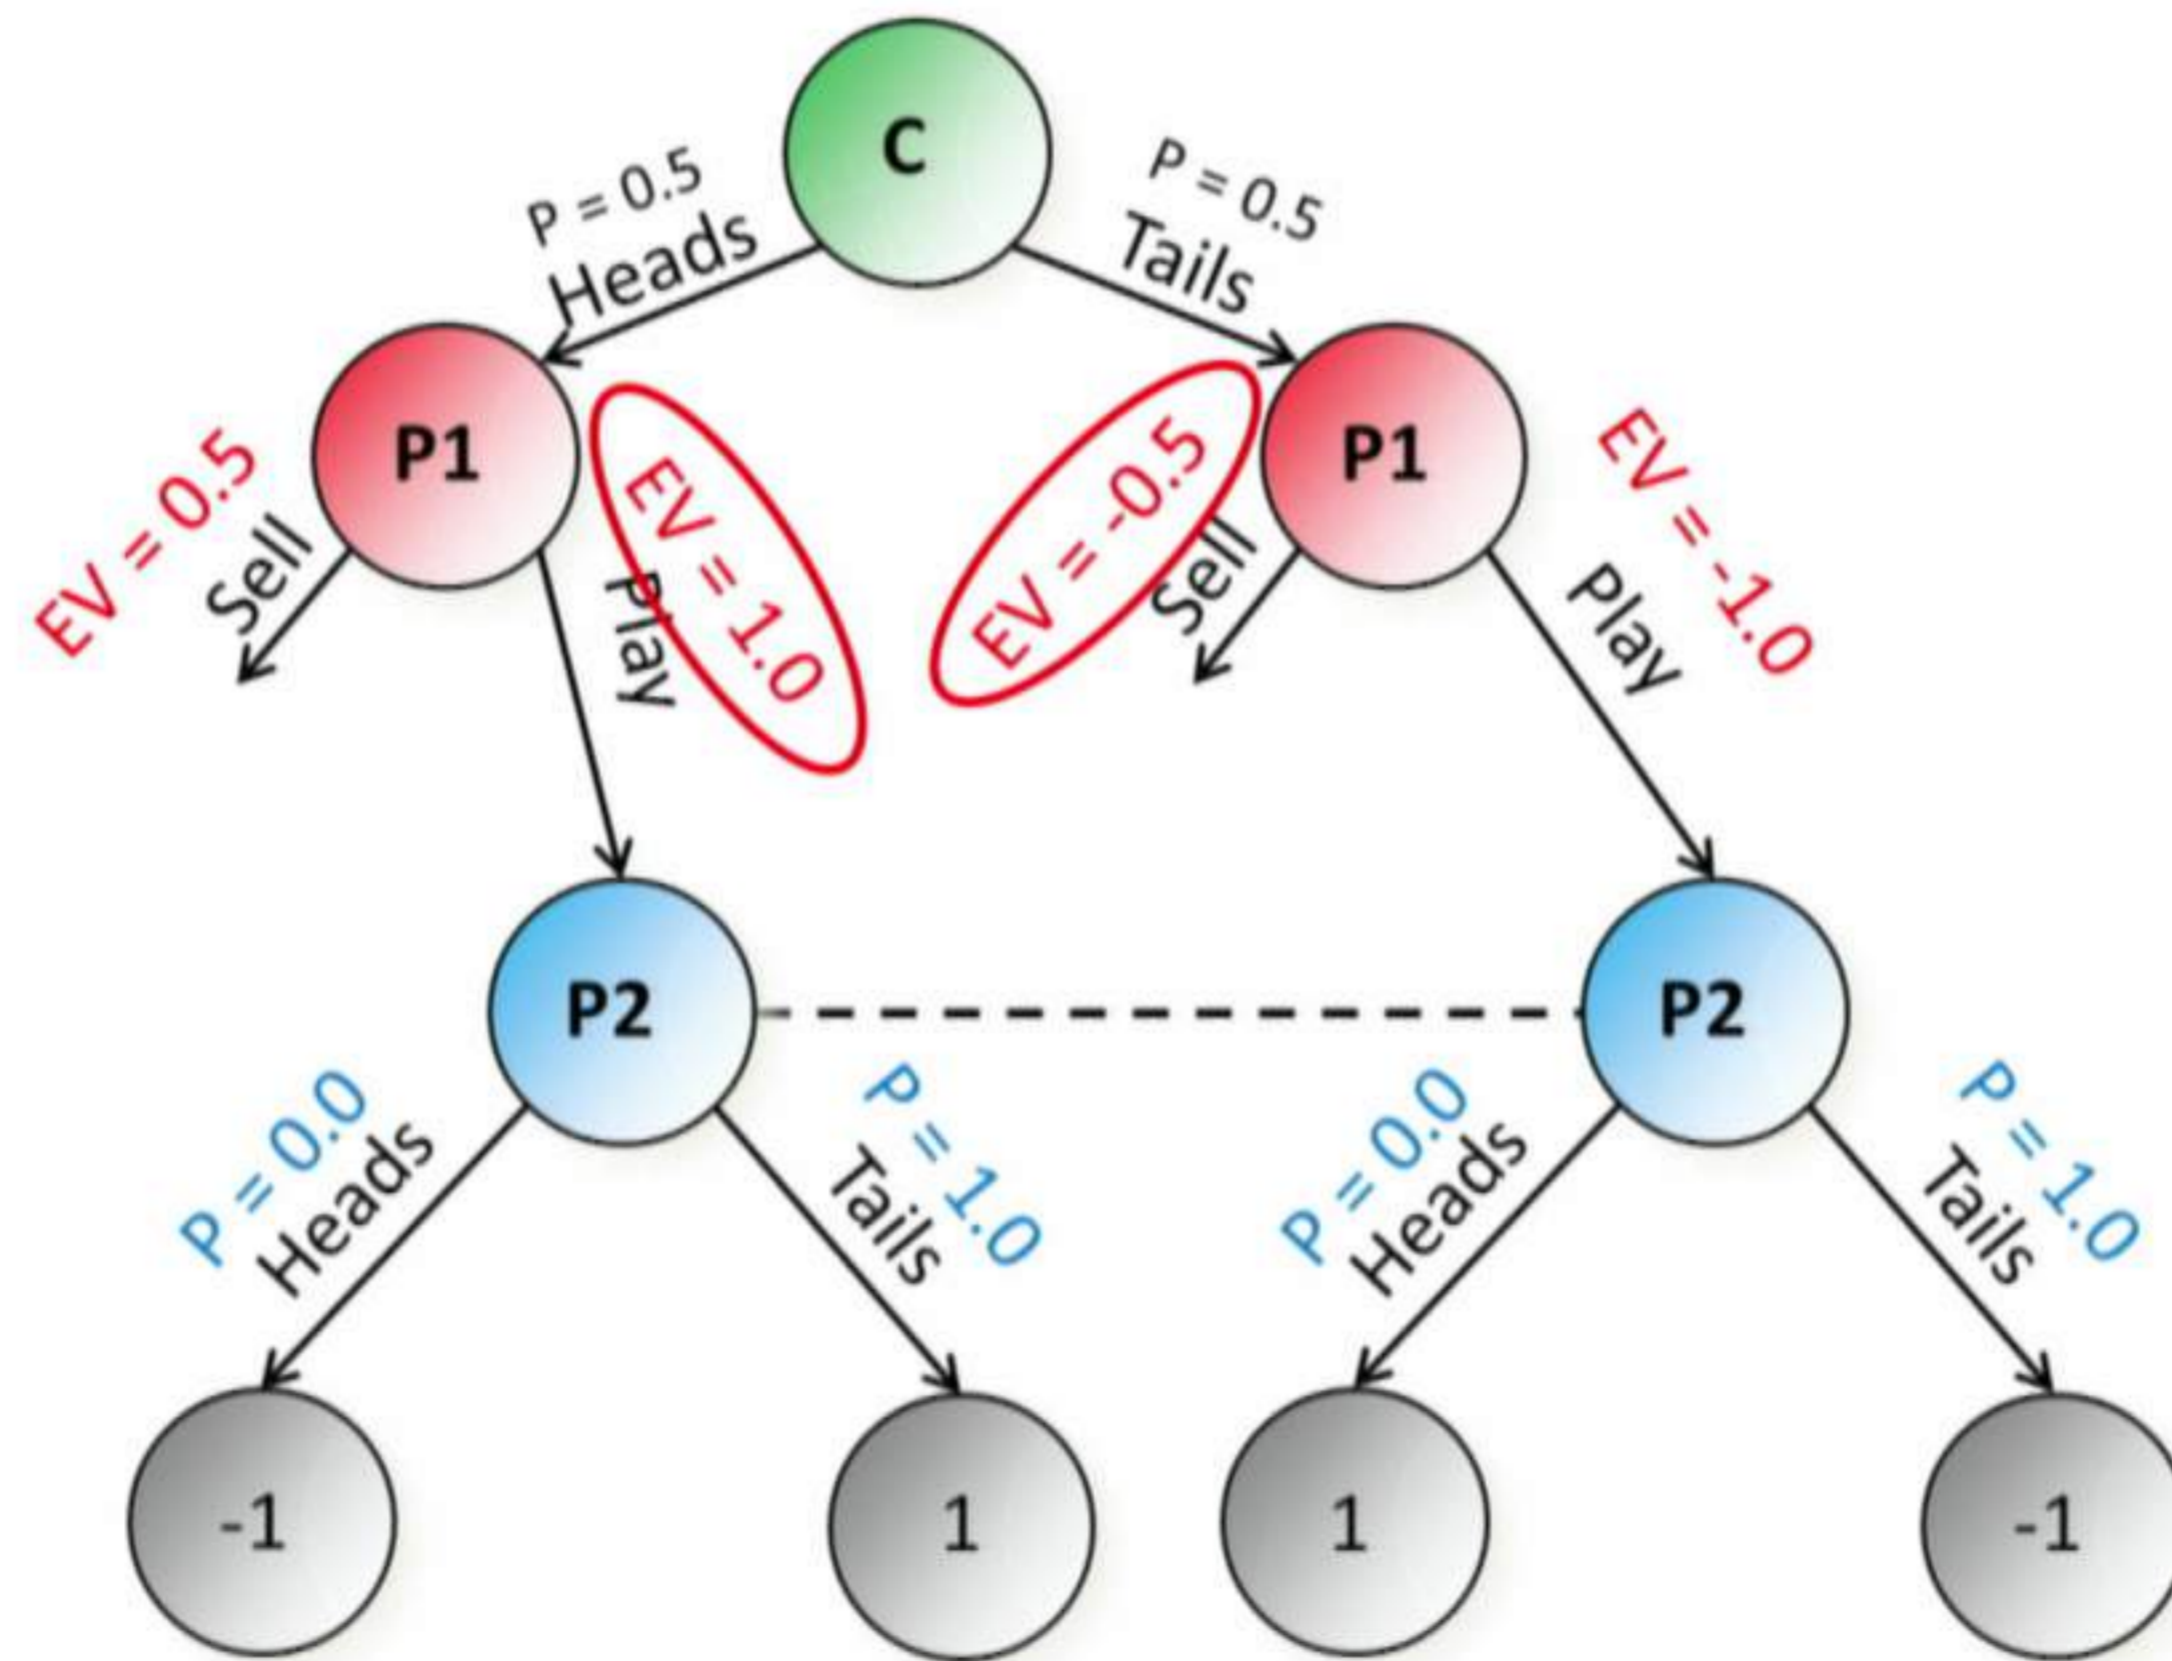 C
P = 0.5
Heads
P = 0.5
Tails
P1
P1
EV = 0.5
Sell
EV = 1.0
Play
EV = -0.5
Sell
EV = -1.0
Play
P2
P2
P = 0.0
Heads
P = 1.0
Tails
P = 0.0
Heads
P = 1.0
Tails
-1
1
1
-1